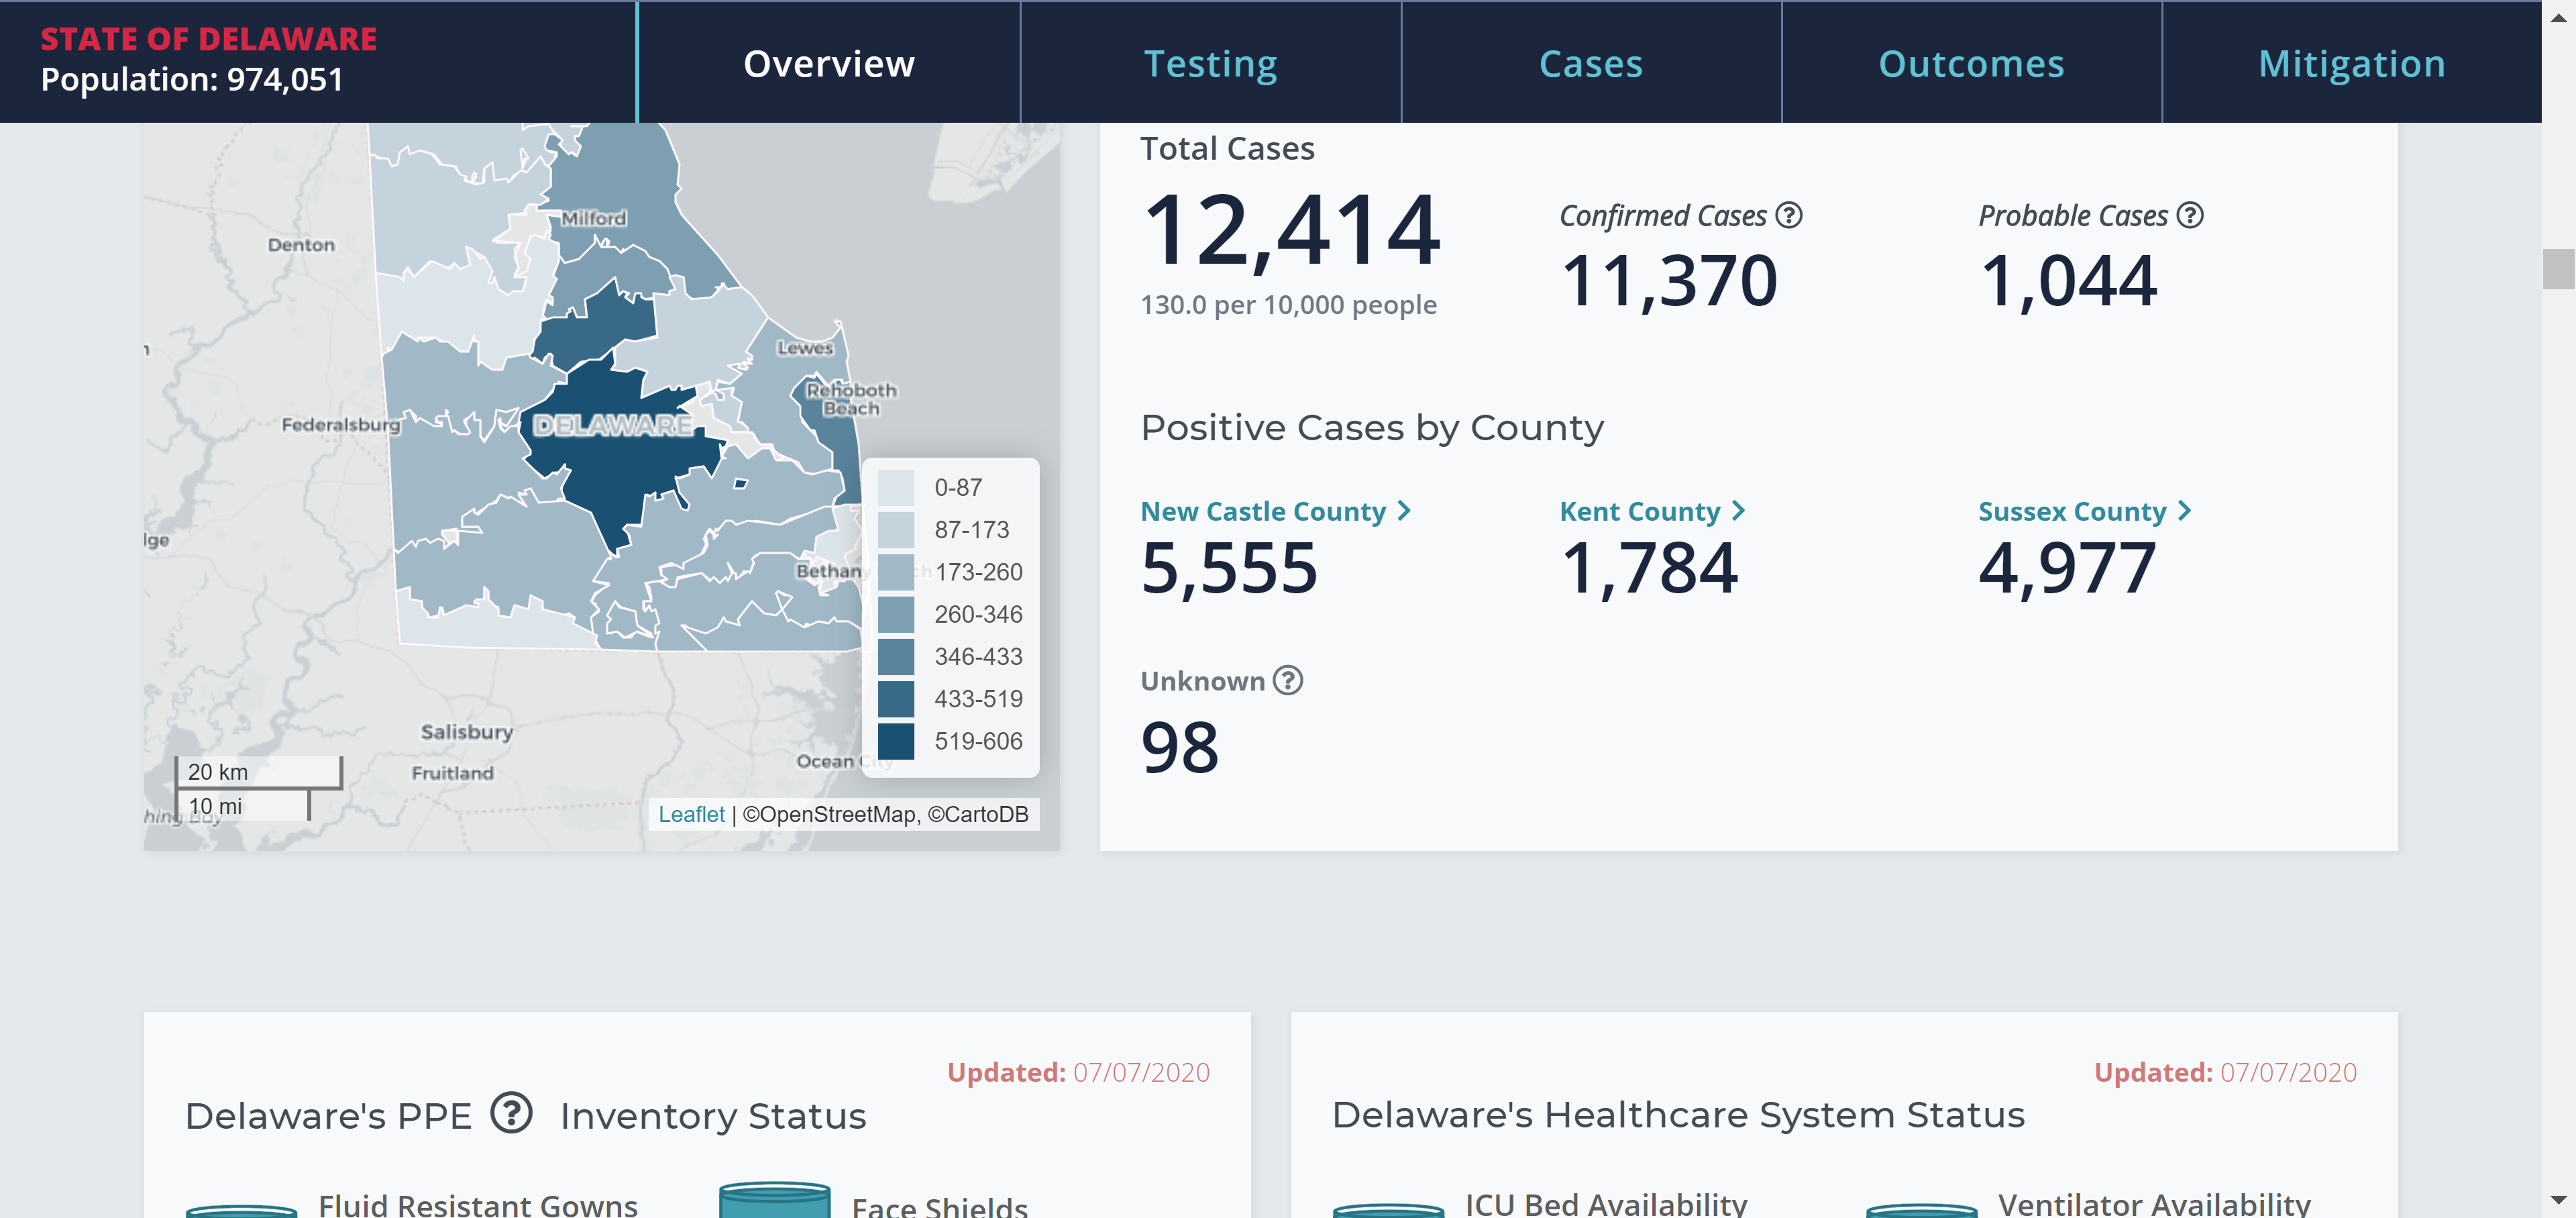 STATE OF DELAWARE
Population: 974,051
Overview
Testing
Cases
Outcomes
Mitigation
Milford
Denton
Lewes
Rehoboth
Beach
Federalsburg
DELAWARE
Bethany
Salisbury
Fruitland
Ocean City
0-87
87-173
173-260
260-346
346-433
433-519
519-606
20 km
10 mi
Leaflet | ©OpenStreetMap, ©CartoDB
Total Cases
12,414
130.0 per 10,000 people
Confirmed Cases ?
11,370
Probable Cases ?
1,044
Positive Cases by County
New Castle County >
5,555
Kent County >
1,784
Sussex County >
4,977
Unknown ?
98
Updated: 07/07/2020
Delaware's PPE ? Inventory Status
Fluid Resistant Gowns
Face Shields
Updated: 07/07/2020
Delaware's Healthcare System Status
ICU Bed Availability
Ventilator Availability